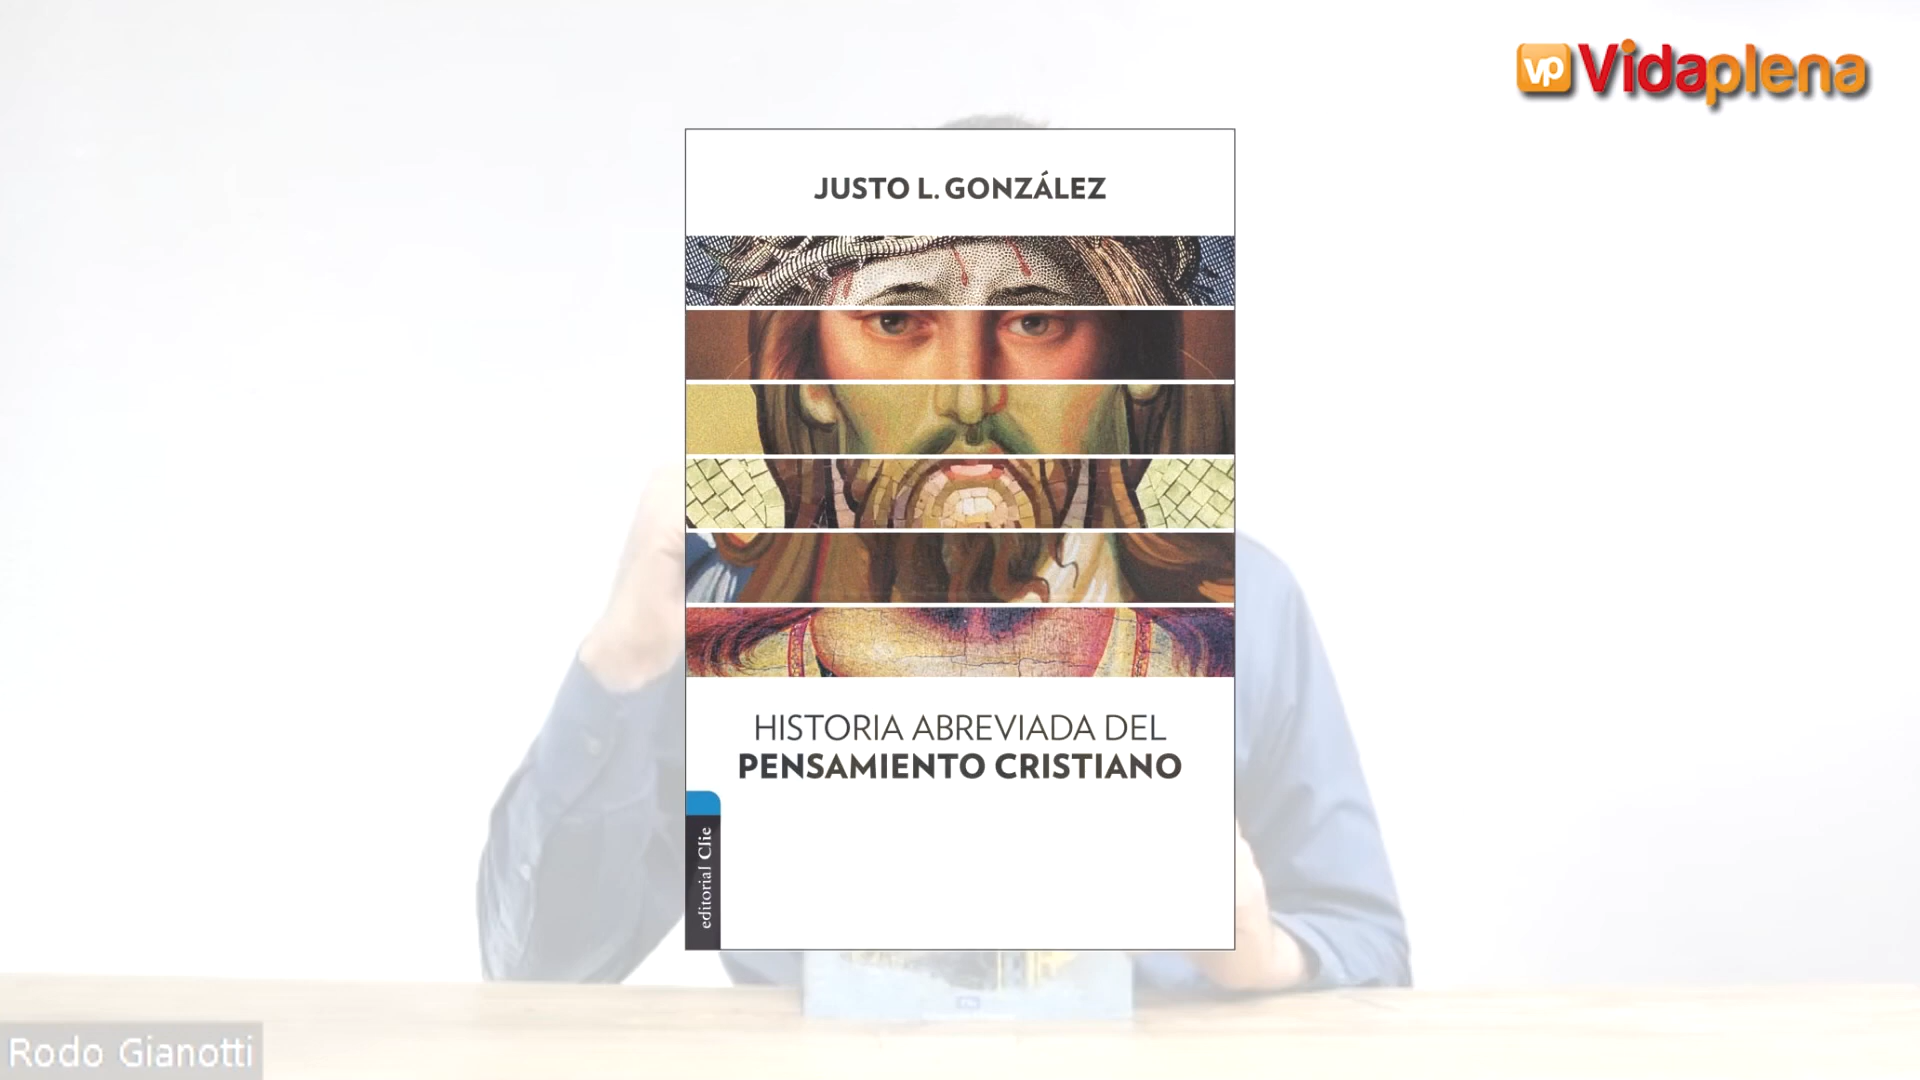 vp Vidaplena
JUSTO L. GONZÁLEZ
HISTORIA ABREVIADA DEL
PENSAMIENTO CRISTIANO
editorial Clie
Rodo Gianotti